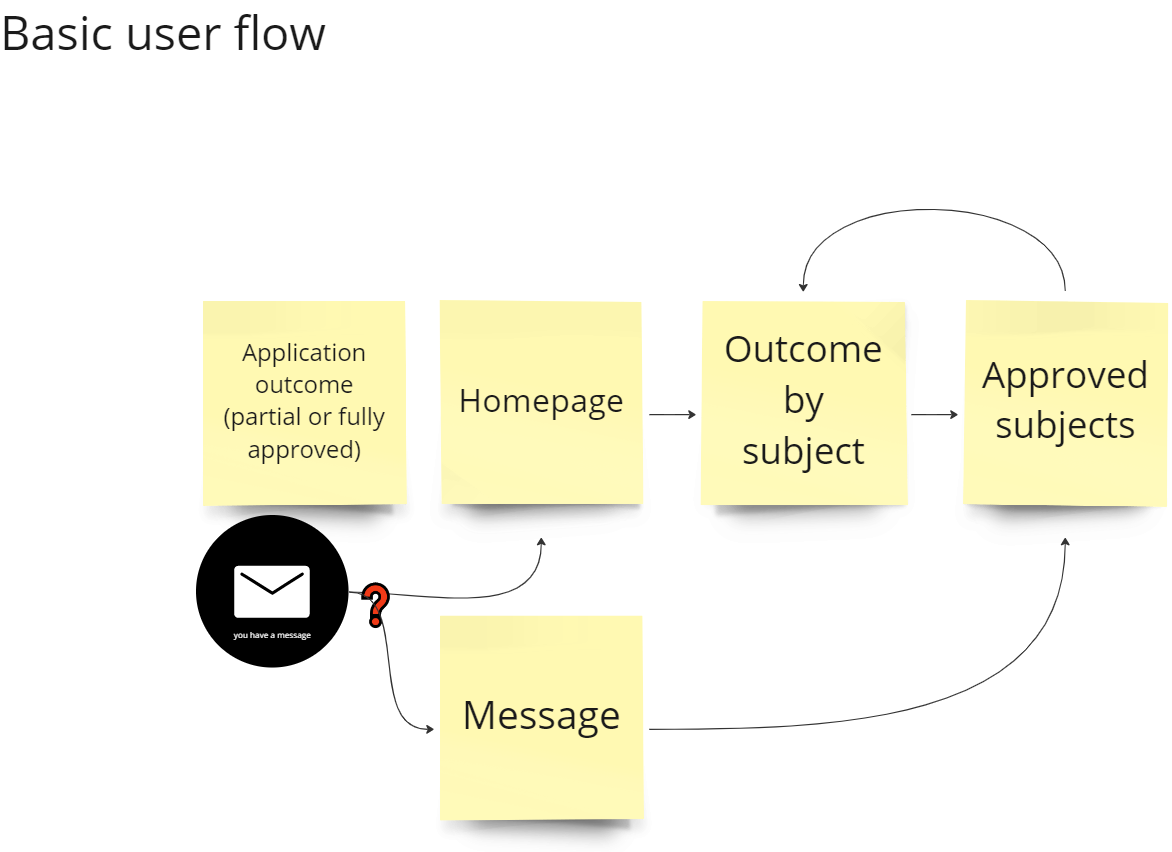 Basic user flow
Application
outcome
(partial or fully
approved)
Homepage
Outcome
by
subject
Approved
subjects
you have a message
?
Message